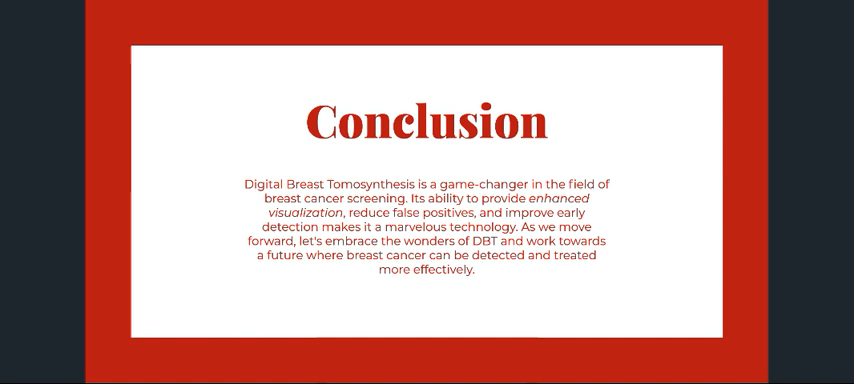 Conclusion
Digital Breast Tomosynthesis is a game-changer in the field of
breast cancer screening. Its ability to provide enhanced
visualization, reduce false positives, and improve early
detection makes it a marvelous technology. As we move
forward, let's embrace the wonders of DBT and work towards
a future where breast cancer can be detected and treated
more effectively.